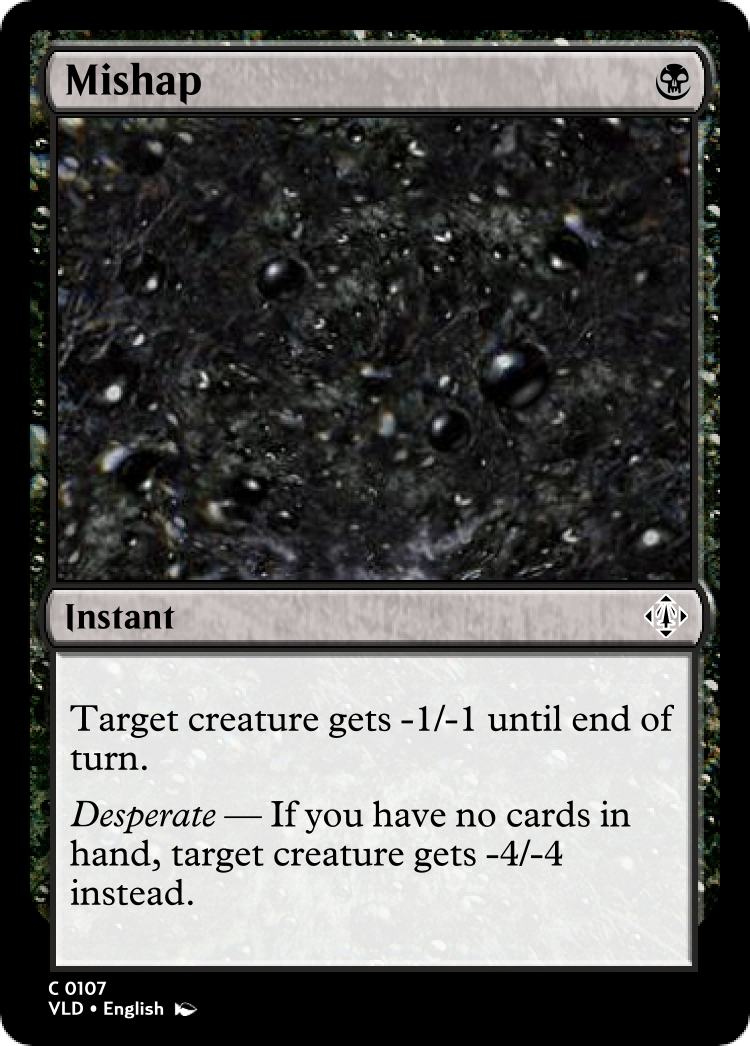 Mishap
Instant
Target creature gets -1/-1 until end of
turn.
Desperate — If you have no cards in
hand, target creature gets -4/-4
instead.
C 0107
VLD • English